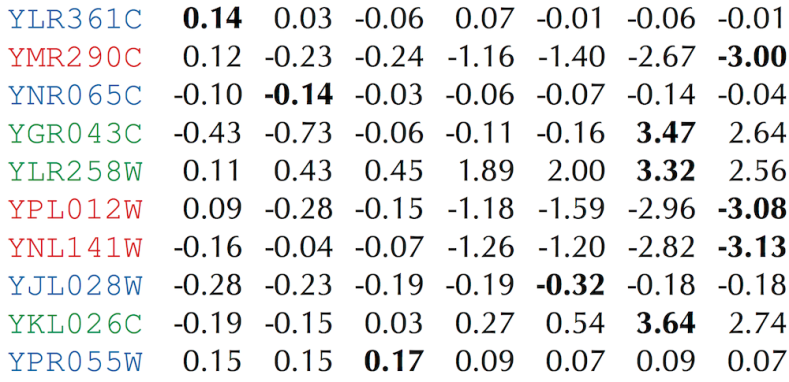 YLR361C 0.14 0.03 -0.06 0.07 -0.01 -0.06 -0.01
YMR290C 0.12 -0.23 -0.24 -1.16 -1.40 -2.67 -3.00
YNR065C -0.10 -0.14 -0.03 -0.06 -0.07 -0.14 -0.04
YGR043C -0.43 -0.73 -0.06 -0.11 -0.16 3.47 2.64
YLR258W 0.11 0.43 0.45 1.89 2.00 3.32 2.56
YPL012W 0.09 -0.28 -0.15 -1.18 -1.59 -2.96 -3.08
YNL141W -0.16 -0.04 -0.07 -1.26 -1.20 -2.82 -3.13
YJL028W -0.28 -0.23 -0.19 -0.19 -0.32 -0.18 -0.18
YKL026C -0.19 -0.15 0.03 0.27 0.54 3.64 2.74
YPR055W 0.15 0.15 0.17 0.09 0.07 0.09 0.07